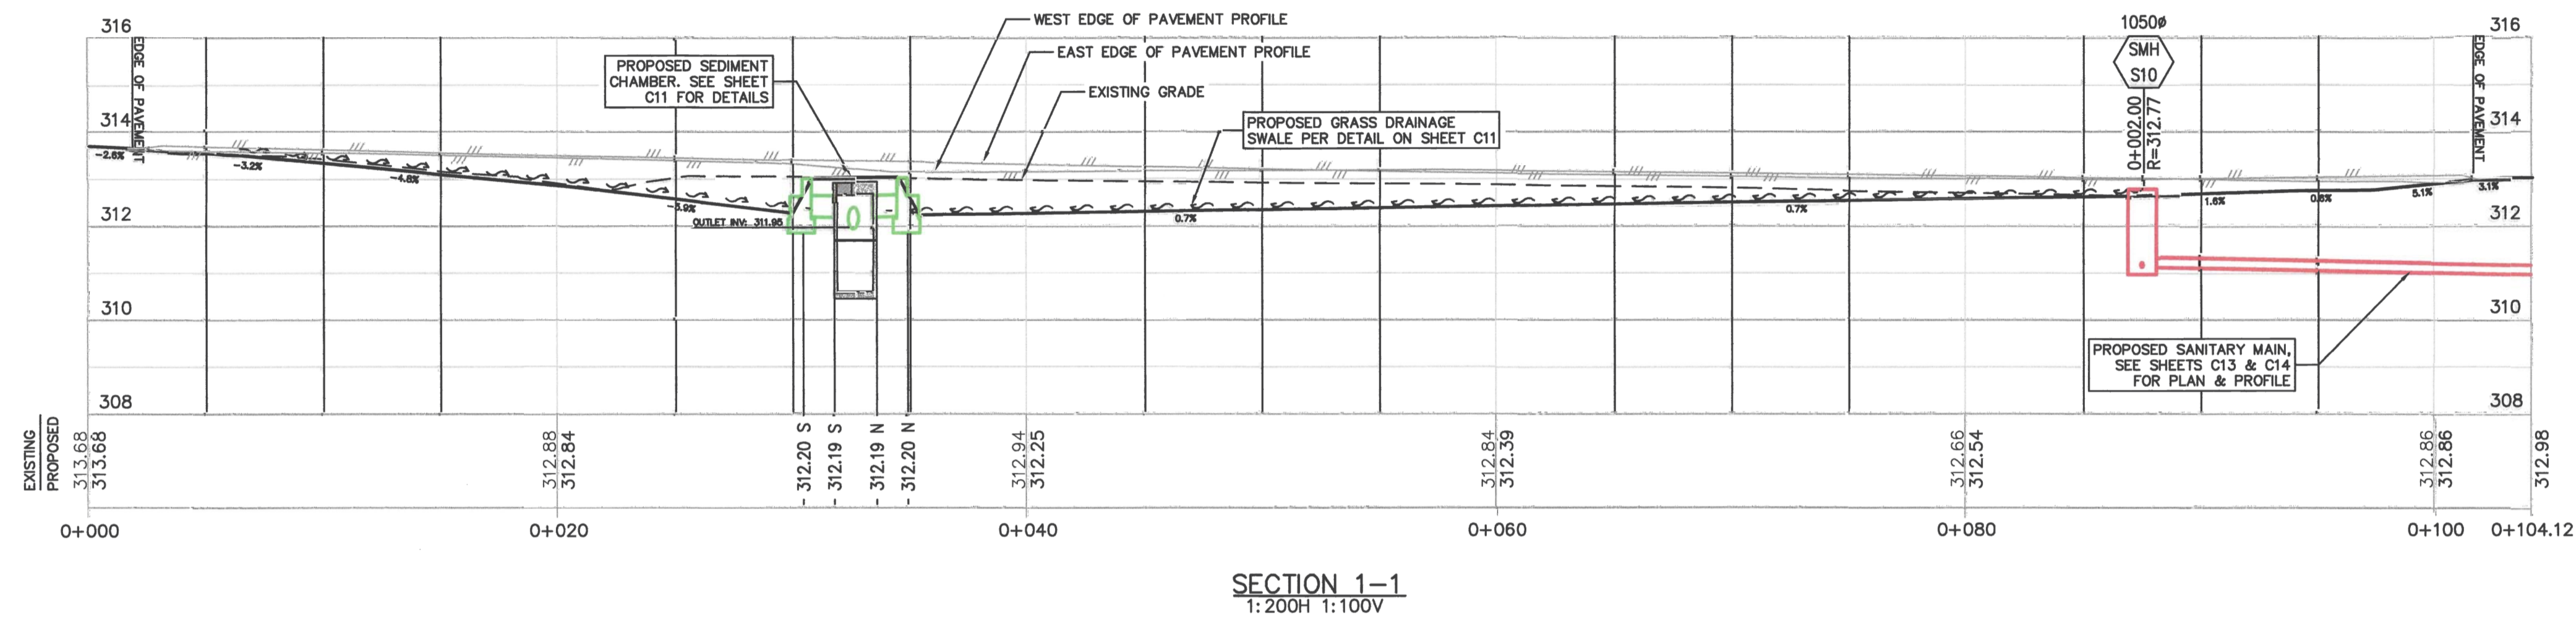 316
316
314
314
312
312
310
310
308
308
EDGE OF PAVEMENT
EDGE OF PAVEMENT
WEST EDGE OF PAVEMENT PROFILE
EAST EDGE OF PAVEMENT PROFILE
EXISTING GRADE
PROPOSED SEDIMENT
CHAMBER. SEE SHEET
C11 FOR DETAILS
PROPOSED GRASS DRAINAGE
SWALE PER DETAIL ON SHEET C11
1050ø
SMH
S10
0+002.00
R=312.77
-2.6%
-3.2%
-4.8%
-5.9%
OUTLET INV: 311.95
0.7%
0.7%
1.6%
5.1%
3.1%
PROPOSED SANITARY MAIN,
SEE SHEETS C13 & C14
FOR PLAN & PROFILE
EXISTING
PROPOSED
313.68
313.68
312.88
312.84
312.20 S
312.19 S
312.19 N
312.20 N
312.94
312.25
312.84
312.39
312.66
312.54
312.86
312.86
312.98
0+000
0+020
0+040
0+060
0+080
0+100
0+104.12
SECTION 1-1
1:200H 1:100V